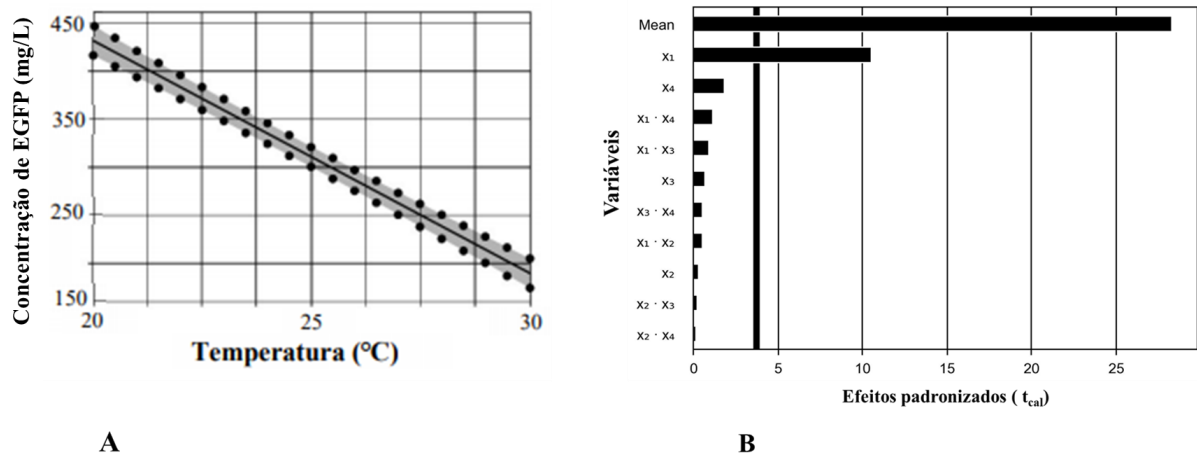 Concentração de EGFP (mg/L)
450
350
250
150
20
25
30
Temperatura (°C)
A
Variáveis
Mean
x₁
x₄
x₁ · x₄
x₁ · x₃
x₃
x₃ · x₄
x₁ · x₂
x₂
x₂ · x₃
x₂ · x₄
0
5
10
15
20
25
Efeitos padronizados ( t_cal)
B